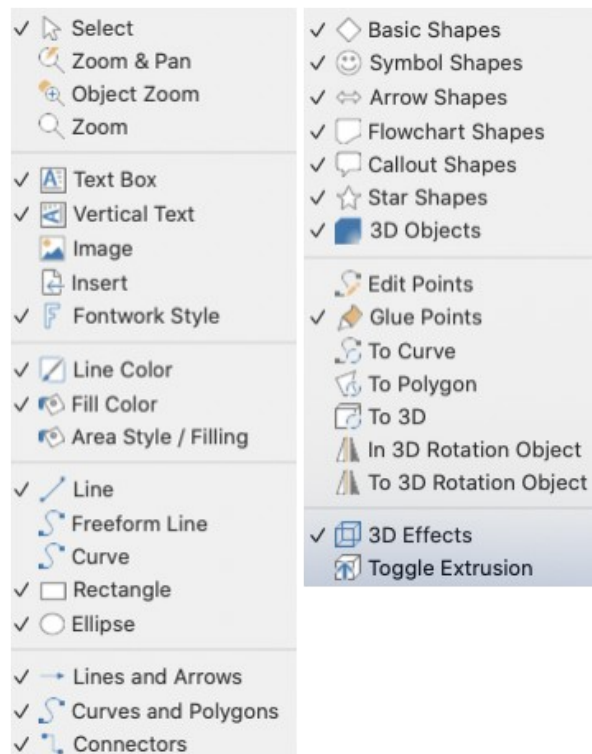 Select
Zoom & Pan
Object Zoom
Zoom
Text Box
Vertical Text
Image
Insert
Fontwork Style
Line Color
Fill Color
Area Style / Filling
Line
Freeform Line
Curve
Rectangle
Ellipse
Lines and Arrows
Curves and Polygons
Connectors
Basic Shapes
Symbol Shapes
Arrow Shapes
Flowchart Shapes
Callout Shapes
Star Shapes
3D Objects
Edit Points
Glue Points
To Curve
To Polygon
To 3D
In 3D Rotation Object
To 3D Rotation Object
3D Effects
Toggle Extrusion